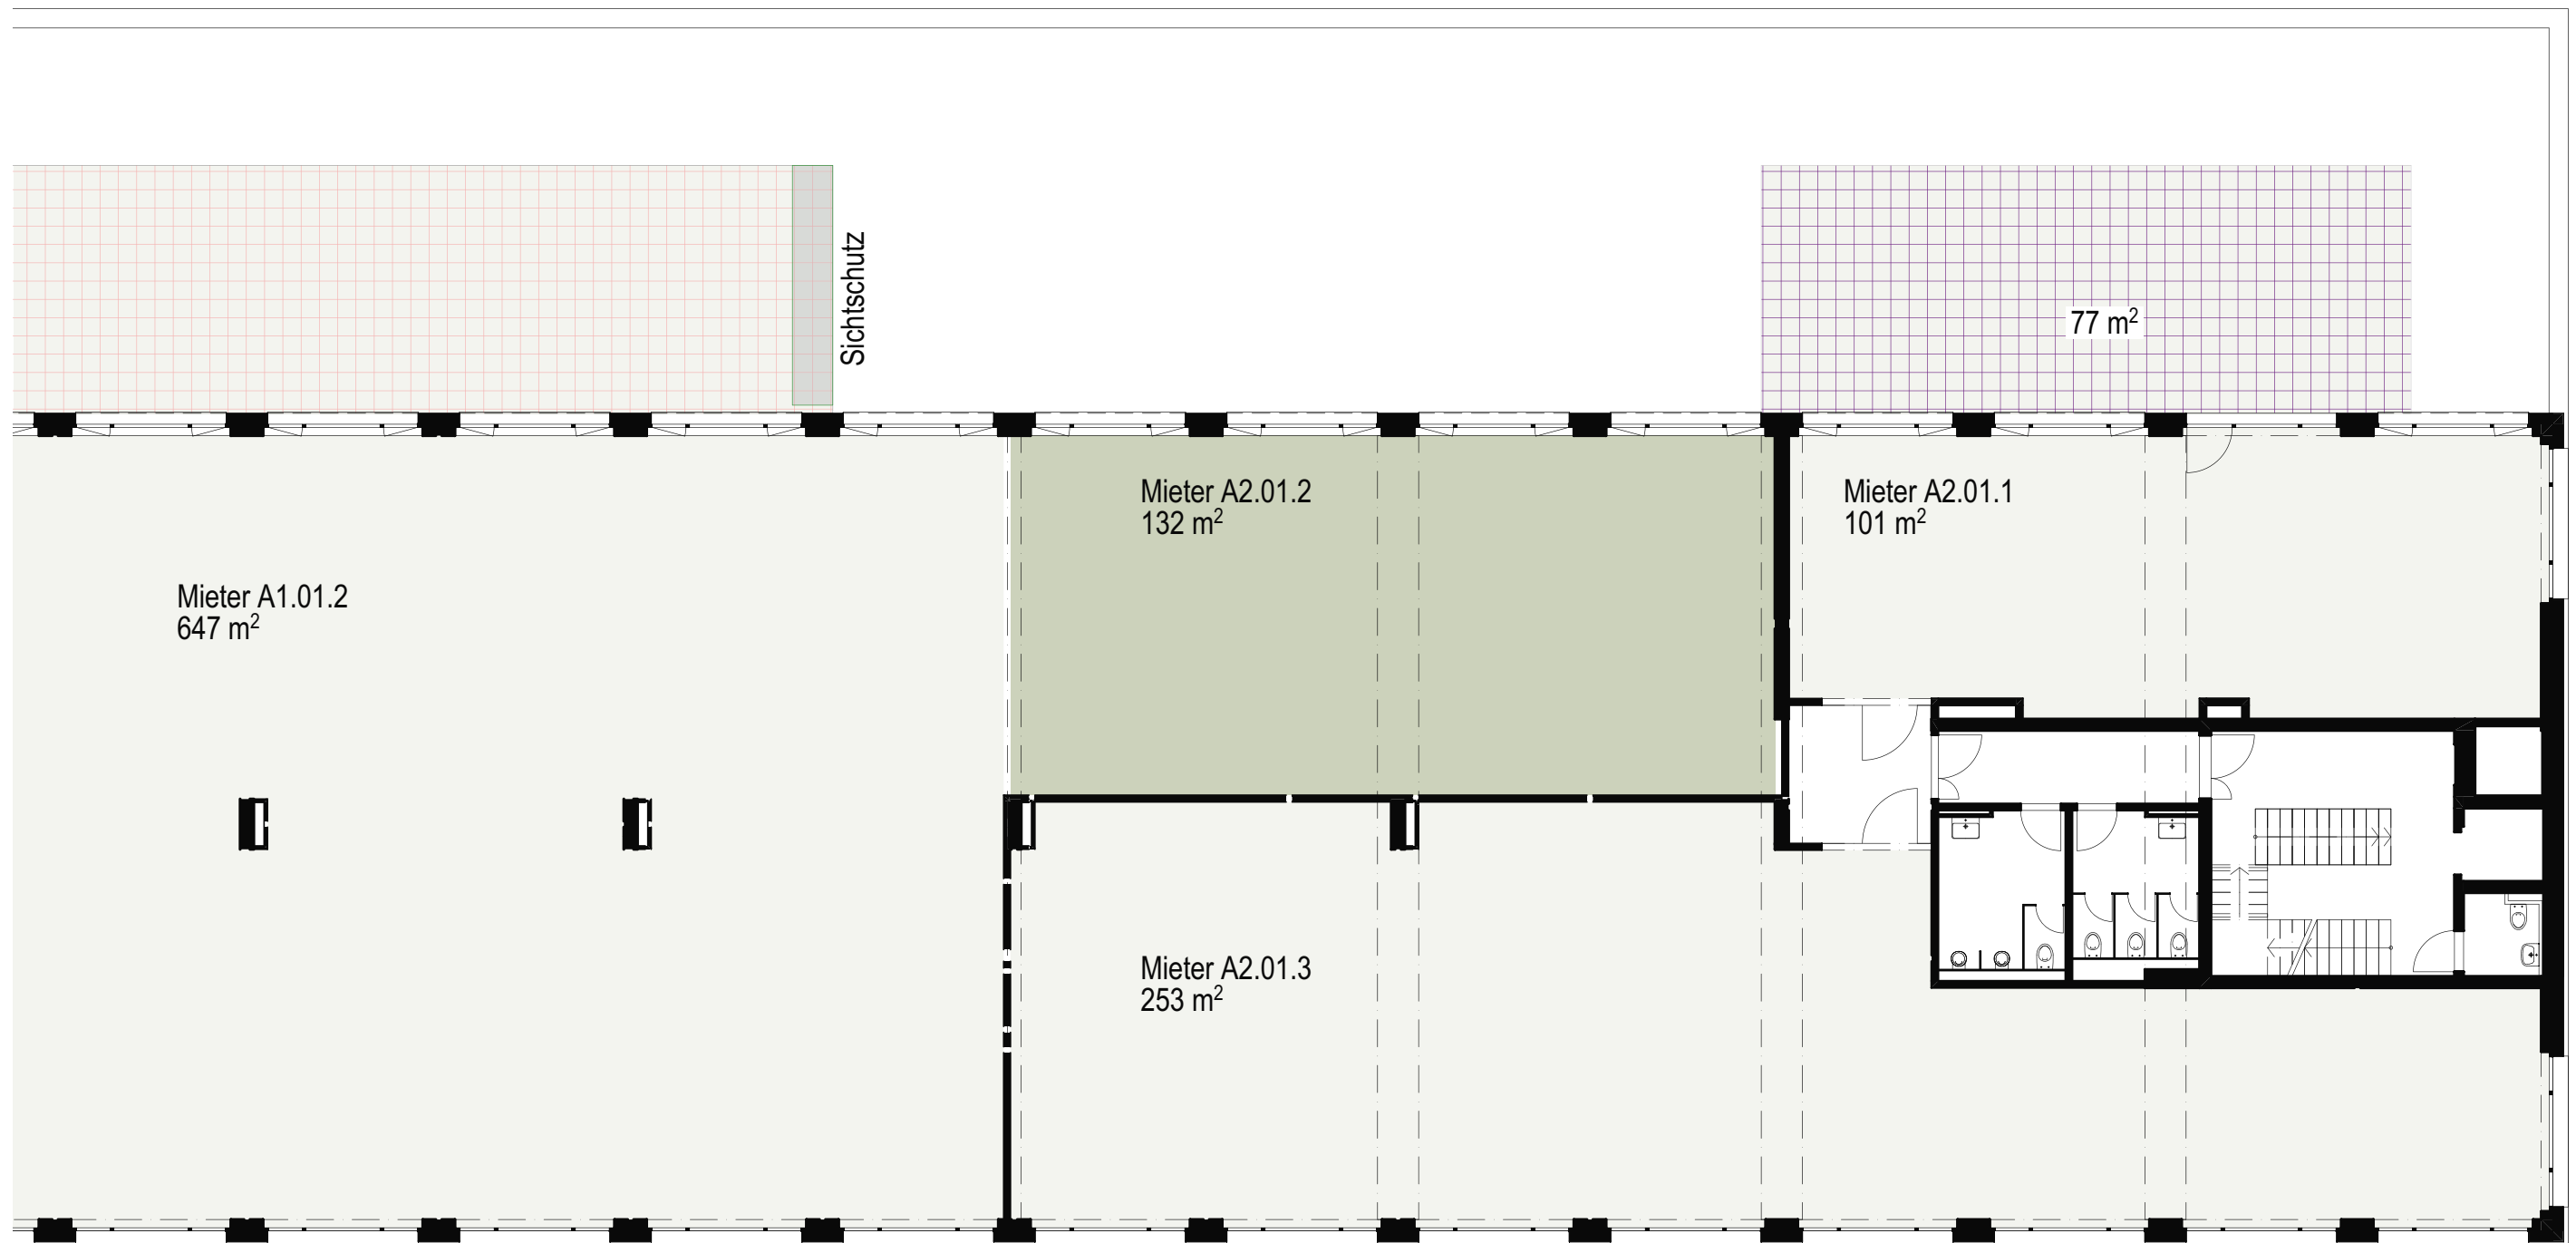 Sichtschutz
77 m²
Mieter A2.01.2
132 m²
Mieter A2.01.1
101 m²
Mieter A1.01.2
647 m²
Mieter A2.01.3
253 m²